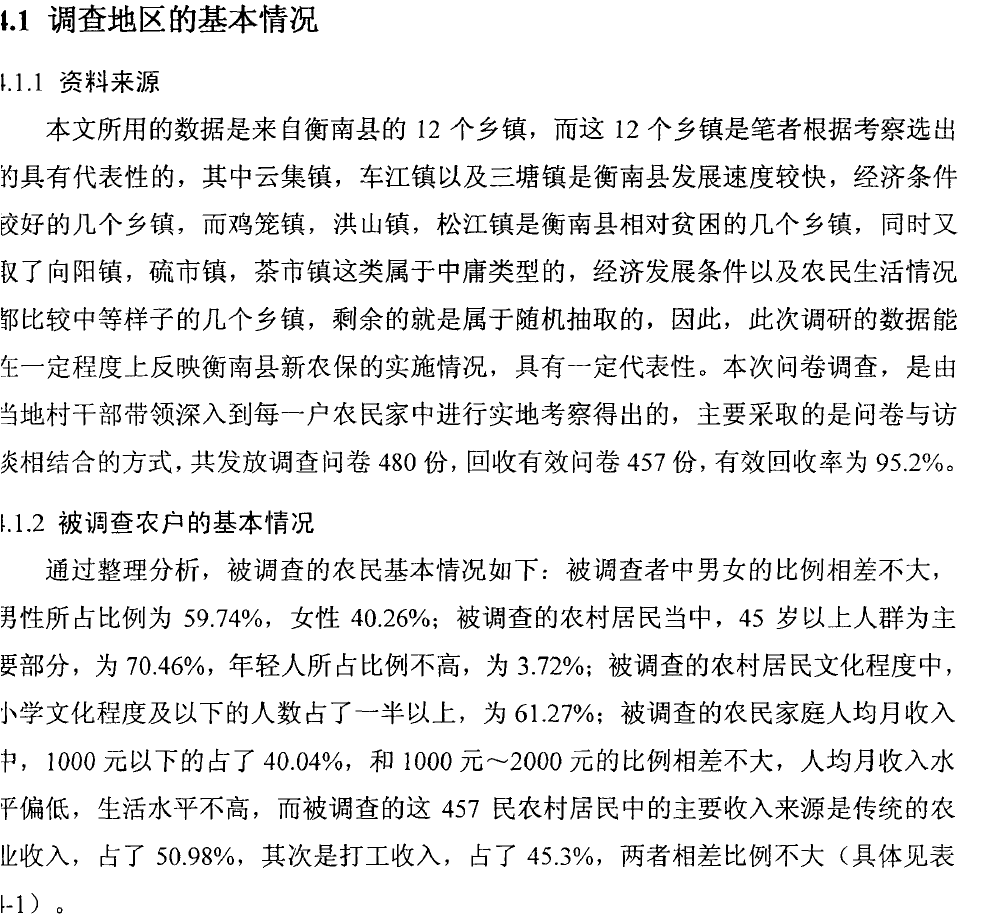 4.1 调查地区的基本情况
4.1.1 资料来源
本文所用的数据是来自衡南县的 12 个乡镇，而这 12 个乡镇是笔者根据考察选出
的具有代表性的，其中云集镇，车江镇以及三塘镇是衡南县发展速度较快，经济条件
较好的几个乡镇，而鸡笼镇，洪山镇，松江镇是衡南县相对贫困的几个乡镇，同时又
取了向阳镇，硫市镇，茶市镇这类属于中庸类型的，经济发展条件以及农民生活情况
都比较中等样子的几个乡镇，剩余的就是属于随机抽取的，因此，此次调研的数据能
在一定程度上反映衡南县新农保的实施情况，具有一定代表性。本次问卷调查，是由
当地村干部带领深入到每一户农民家中进行实地考察得出的，主要采取的是问卷与访
谈相结合的方式，共发放调查问卷 480 份，回收有效问卷 457 份，有效回收率为 95.2%。
4.1.2 被调查农户的基本情况
通过整理分析，被调查的农民基本情况如下：被调查者中男女的比例相差不大，
男性所占比例为 59.74%，女性 40.26%；被调查的农村居民当中，45 岁以上人群为主
要部分，为 70.46%，年轻人所占比例不高，为 3.72%；被调查的农村居民文化程度中，
小学文化程度及以下的人数占了一半以上，为 61.27%；被调查的农民家庭人均月收入
中，1000 元以下的占了 40.04%，和 1000 元～2000 元的比例相差不大，人均月收入水
平偏低，生活水平不高，而被调查的这 457 民农村居民中的主要收入来源是传统的农
业收入，占了 50.98%，其次是打工收入，占了 45.3%，两者相差比例不大（具体见表
4-1）。